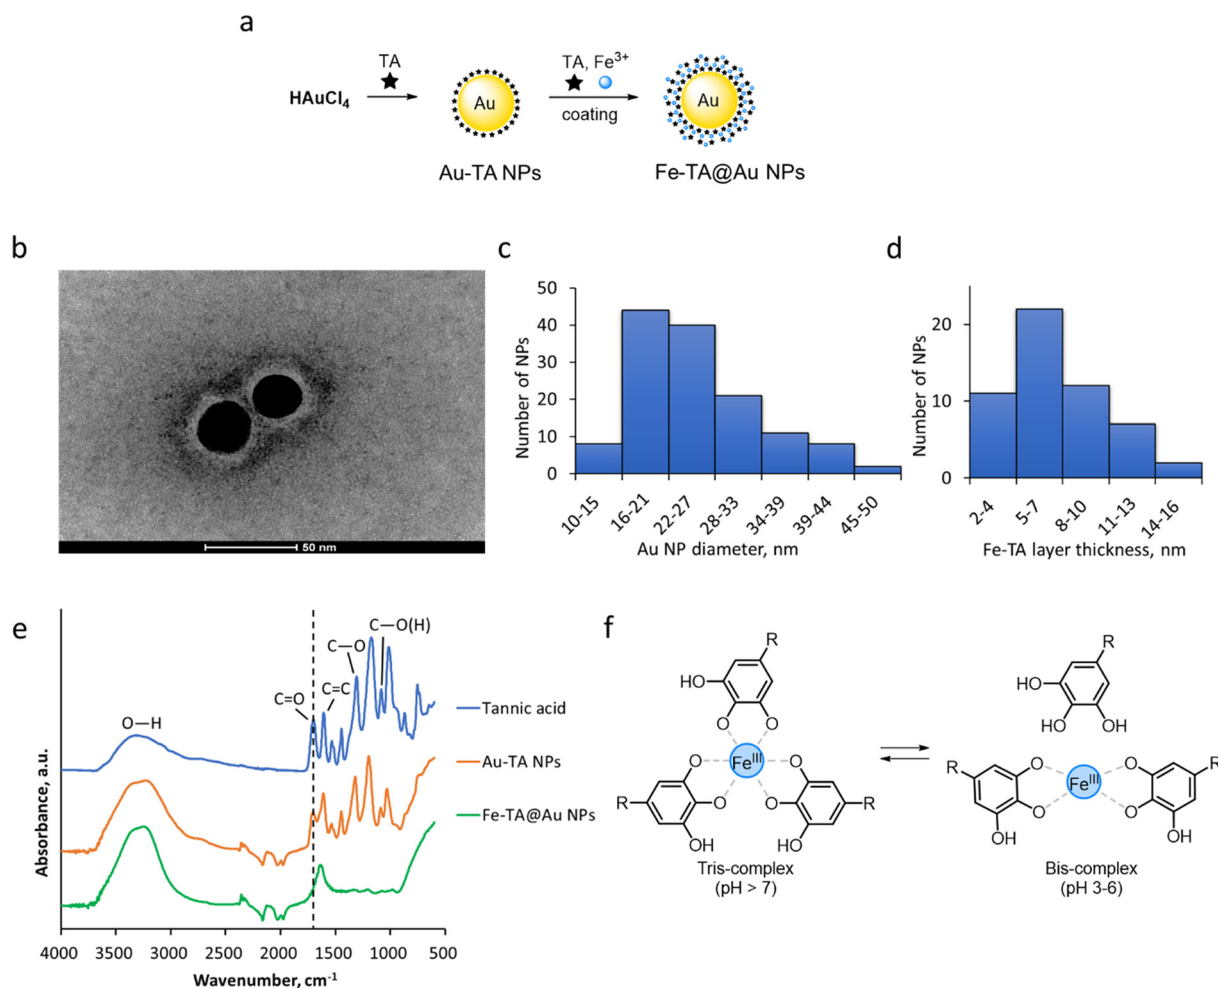 a
TA
HAuCl4
Au
Au-TA NPs
TA, Fe3+
coating
Au
Fe-TA@Au NPs
b
50 nm
c
Number of NPs
50
40
30
20
10
0
10-15
16-21
22-27
28-33
34-39
39-44
45-50
Au NP diameter, nm
d
Number of NPs
20
10
0
2-4
5-7
8-10
11-13
14-16
Fe-TA layer thickness, nm
e
Absorbance, a.u.
O—H
C=O
C=C
C—O
C—O(H)
Tannic acid
Au-TA NPs
Fe-TA@Au NPs
4000
3500
3000
2500
2000
1500
1000
500
Wavenumber, cm-1
f
R
HO
O
O
O
FeIII
O
R
O
O
R
OH
HO
Tris-complex
(pH > 7)
R
HO
HO
OH
R
O
O
R
FeIII
O
O
OH
OH
Bis-complex
(pH 3-6)